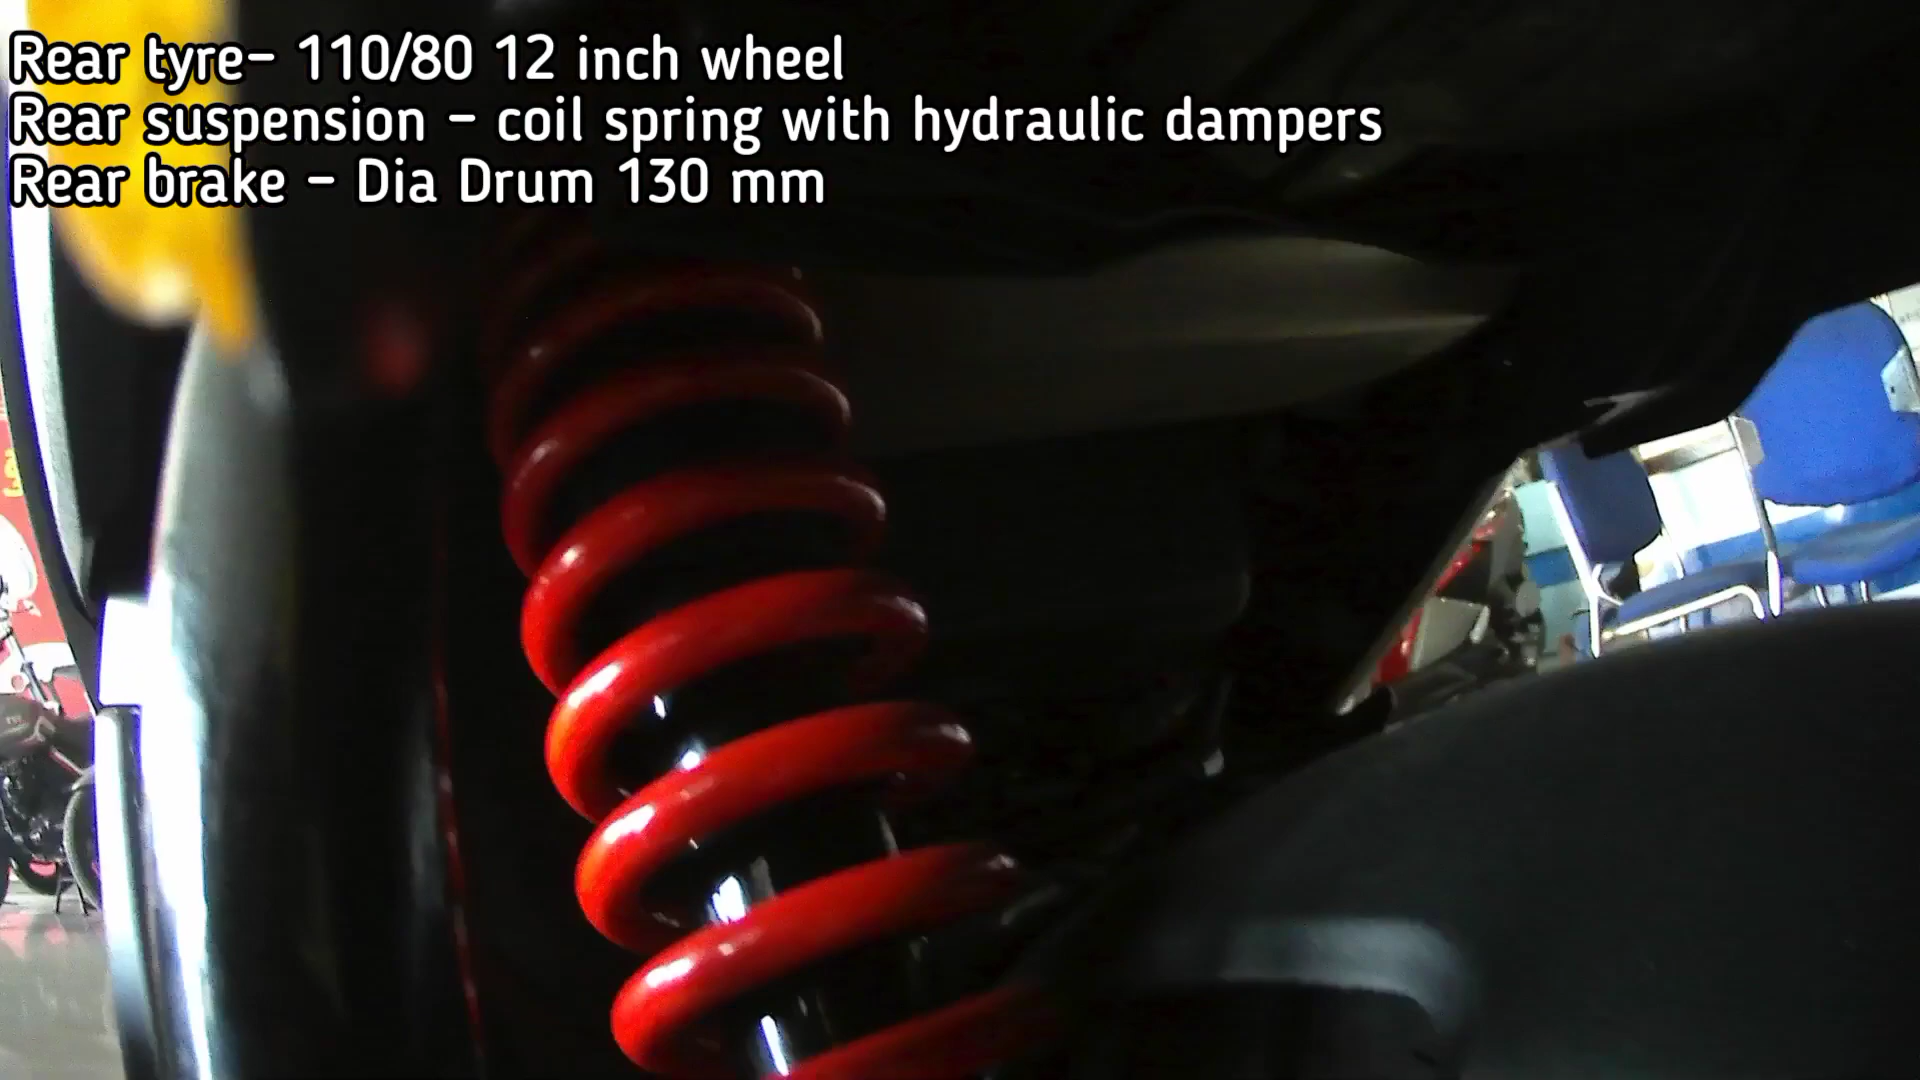 Rear tyre- 110/80 12 inch wheel
Rear suspension - coil spring with hydraulic dampers
Rear brake - Dia Drum 130 mm